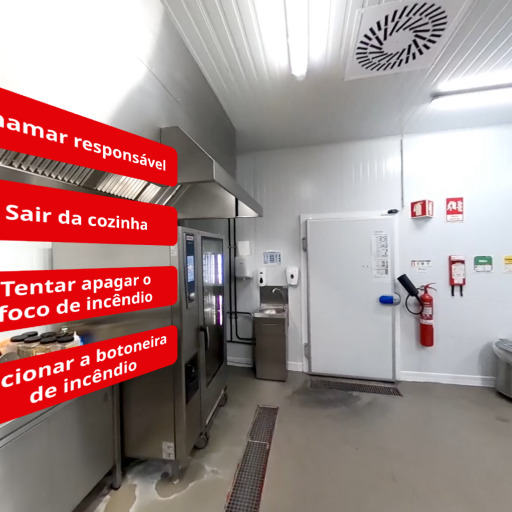 hamar responsável
Sair da cozinha
Tentar apagar o
foco de incêndio
cionar a botoneira
de incêndio